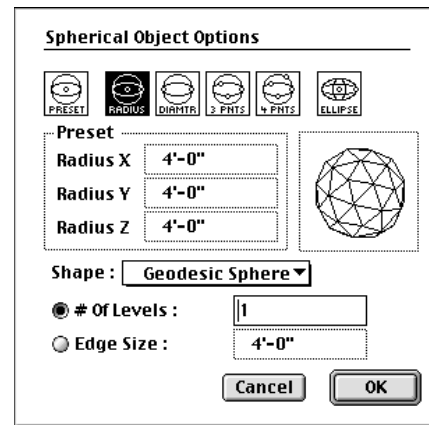 Spherical Object Options
PRESET RADIUS DIAMTR 3 PNTS 4 PNTS ELLIPSE
Preset
Radius X 4'-0"
Radius Y 4'-0"
Radius Z 4'-0"
Shape : Geodesic Sphere
# Of Levels : 1
Edge Size : 4'-0"
Cancel OK